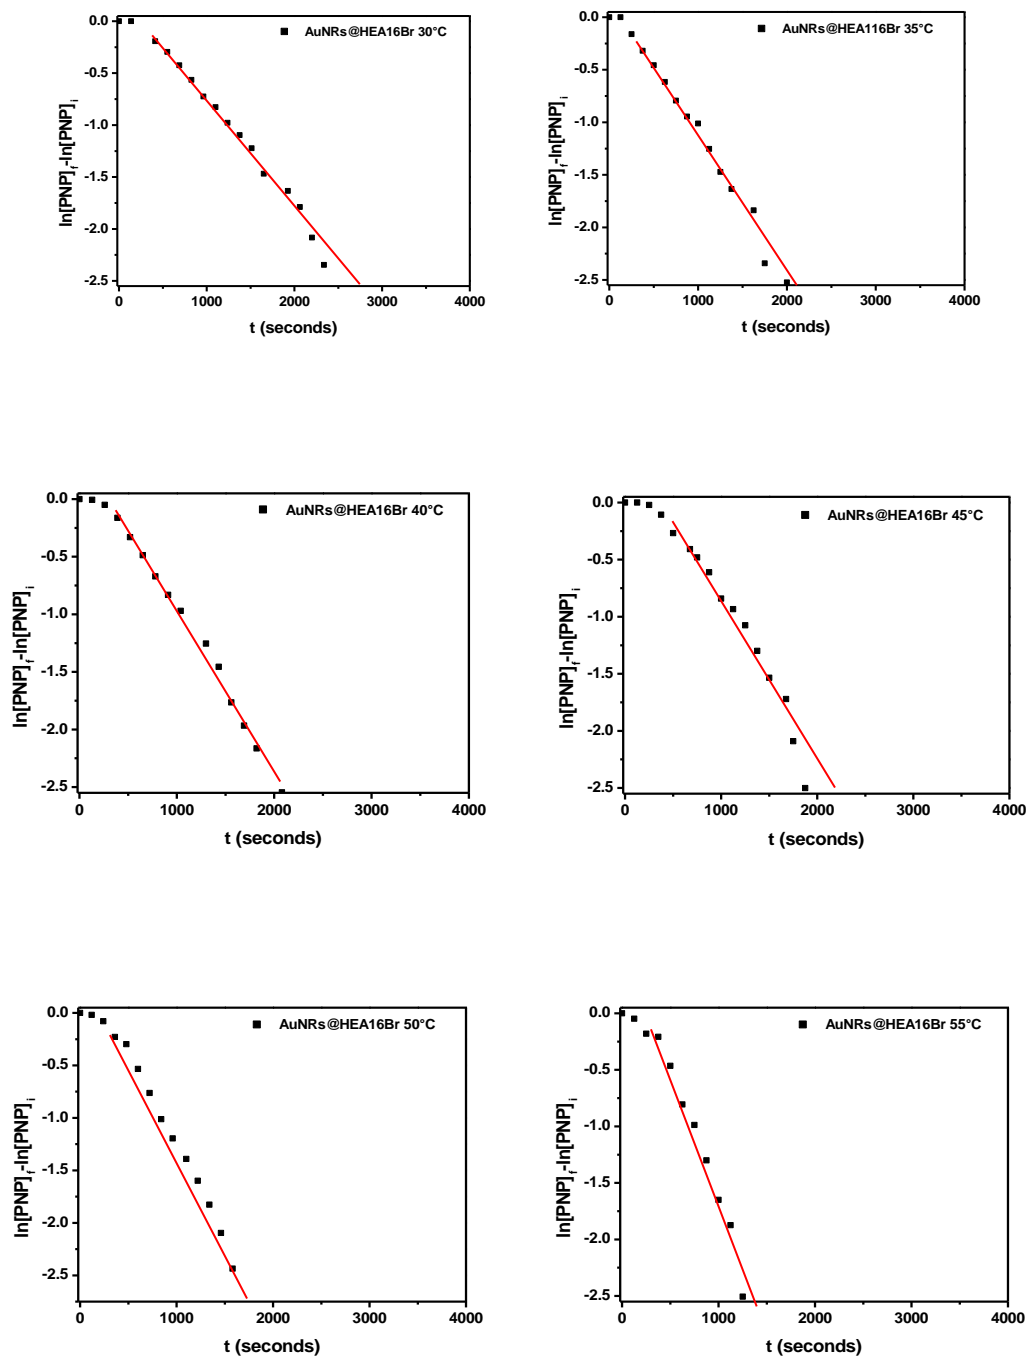 AuNRs@HEA16Br 30°C
ln[PNP]f-ln[PNP]i
0.0
-0.5
-1.0
-1.5
-2.0
-2.5
0 1000 2000 3000 4000
t (seconds)
AuNRs@HEA116Br 35°C
ln[PNP]f-ln[PNP]i
0.0
-0.5
-1.0
-1.5
-2.0
-2.5
0 1000 2000 3000 4000
t (seconds)
AuNRs@HEA16Br 40°C
ln[PNP]f-ln[PNP]i
0.0
-0.5
-1.0
-1.5
-2.0
-2.5
0 1000 2000 3000 4000
t (seconds)
AuNRs@HEA16Br 45°C
ln[PNP]f-ln[PNP]i
0.0
-0.5
-1.0
-1.5
-2.0
-2.5
0 1000 2000 3000 4000
t (seconds)
AuNRs@HEA16Br 50°C
ln[PNP]f-ln[PNP]i
0.0
-0.5
-1.0
-1.5
-2.0
-2.5
0 1000 2000 3000 4000
t (seconds)
AuNRs@HEA16Br 55°C
ln[PNP]f-ln[PNP]i
0.0
-0.5
-1.0
-1.5
-2.0
-2.5
0 1000 2000 3000 4000
t (seconds)